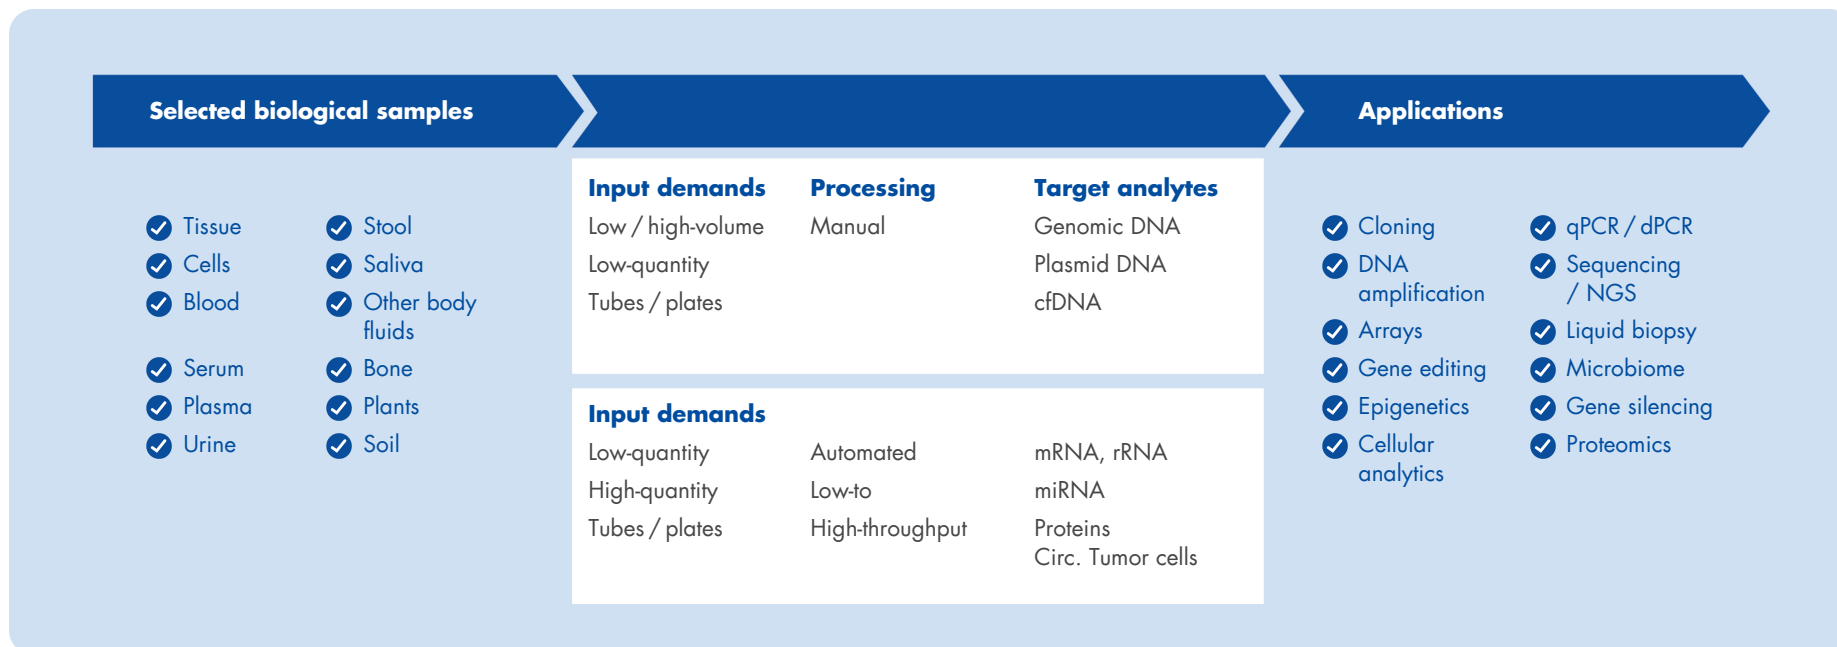 Selected biological samples
Applications
Tissue
Cells
Blood
Serum
Plasma
Urine
Stool
Saliva
Other body
fluids
Bone
Plants
Soil
Input demands
Low / high-volume
Low-quantity
Tubes / plates
Processing
Manual
Target analytes
Genomic DNA
Plasmid DNA
cfDNA
Input demands
Low-quantity
High-quantity
Tubes / plates
Automated
Low-to
High-throughput
mRNA, rRNA
miRNA
Proteins
Circ. Tumor cells
Cloning
DNA
amplification
Arrays
Gene editing
Epigenetics
Cellular
analytics
qPCR / dPCR
Sequencing
/ NGS
Liquid biopsy
Microbiome
Gene silencing
Proteomics